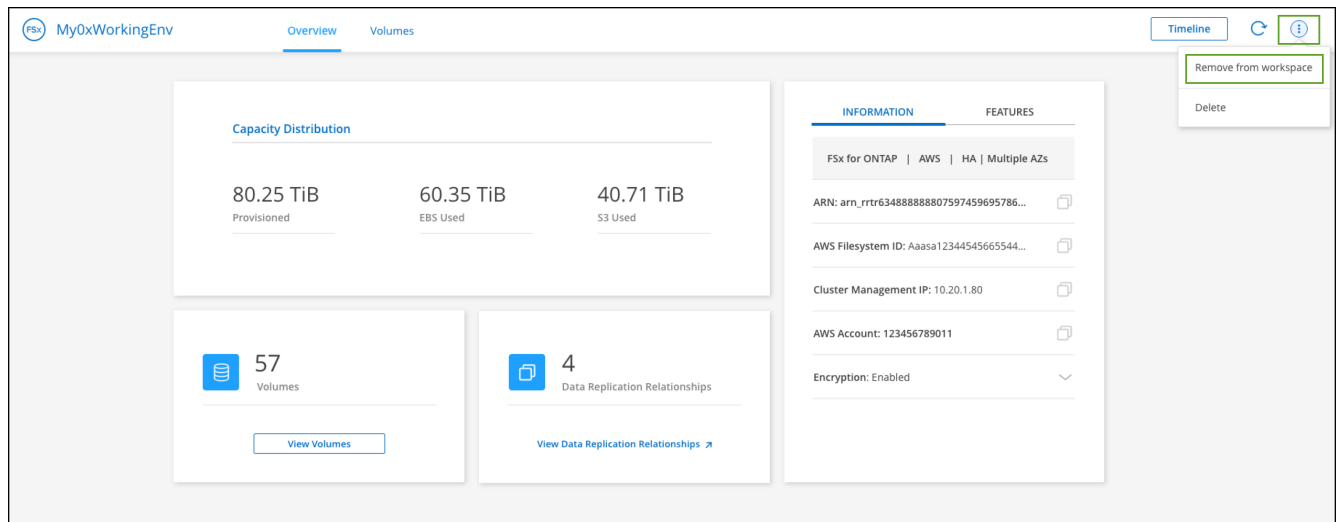 FSx My0xWorkingEnv Overview Volumes Timeline
Remove from workspace
Delete
Capacity Distribution
80.25 TiB 60.35 TiB 40.71 TiB
Provisioned EBS Used S3 Used
57
Volumes
View Volumes
4
Data Replication Relationships
View Data Replication Relationships
INFORMATION FEATURES
FSx for ONTAP | AWS | HA | Multiple AZs
ARN: arn_rrtr634888888807597459695786...
AWS Filesystem ID: Aaasa12344545665544...
Cluster Management IP: 10.20.1.80
AWS Account: 123456789011
Encryption: Enabled